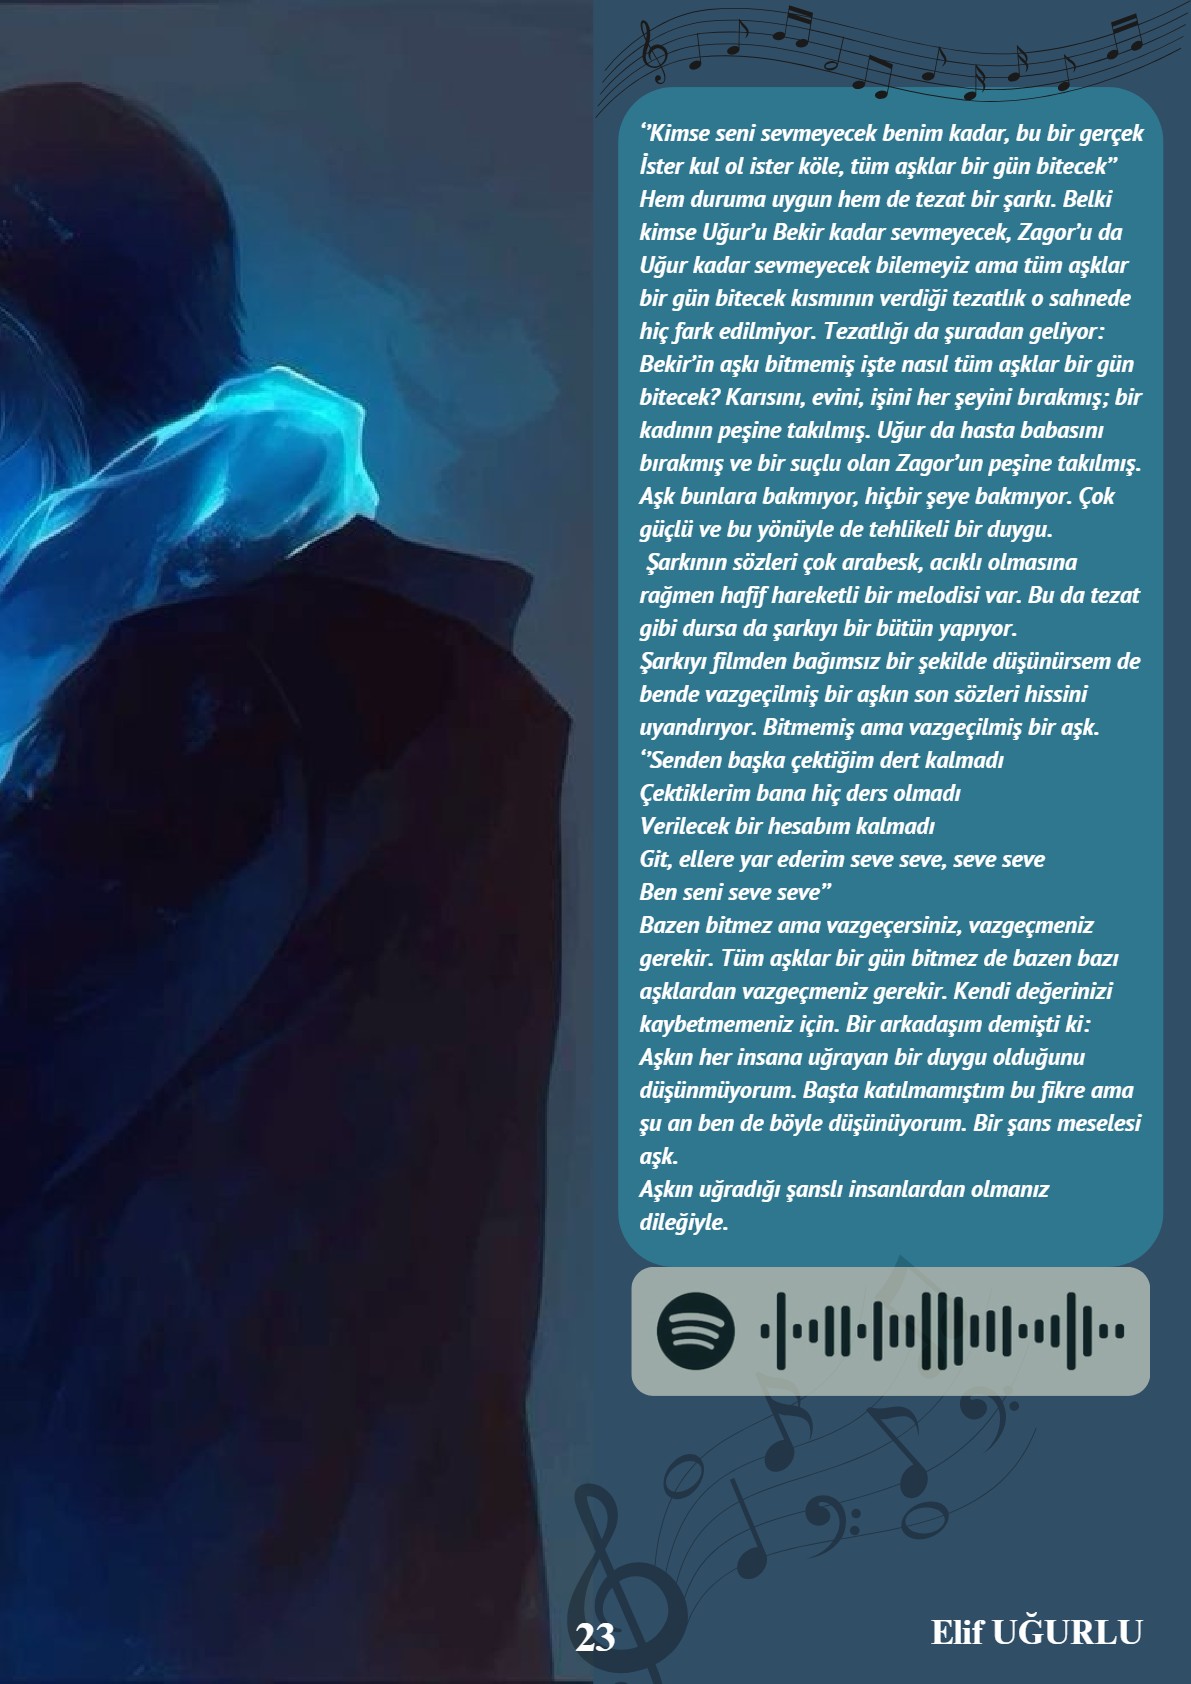 ‘’Kimse seni sevmeyecek benim kadar, bu bir gerçek
İster kul ol ister köle, tüm aşklar bir gün bitecek’’
Hem duruma uygun hem de tezat bir şarkı. Belki
kimse Uğur’u Bekir kadar sevmeyecek, Zagor’u da
Uğur kadar sevmeyecek bilemeyiz ama tüm aşklar
bir gün bitecek kısmının verdiği tezatlık o sahnede
hiç fark edilmiyor. Tezatlığı da şuradan geliyor:
Bekir’in aşkı bitmemiş işte nasıl tüm aşklar bir gün
bitecek? Karısını, evini, işini her şeyini bırakmış; bir
kadının peşine takılmış. Uğur da hasta babasını
bırakmış ve bir suçlu olan Zagor’un peşine takılmış.
Aşk bunlara bakmıyor, hiçbir şeye bakmıyor. Çok
güçlü ve bu yönüyle de tehlikeli bir duygu.
Şarkının sözleri çok arabesk, acıklı olmasına
rağmen hafif hareketli bir melodisi var. Bu da tezat
gibi dursa da şarkıyı bir bütün yapıyor.
Şarkıyı filmden bağımsız bir şekilde düşünürsem de
bende vazgeçilmiş bir aşkın son sözleri hissini
uyandırıyor. Bitmemiş ama vazgeçilmiş bir aşk.
‘’Senden başka çektiğim dert kalmadı
Çektiklerim bana hiç ders olmadı
Verilecek bir hesabım kalmadı
Git, ellere yar ederim seve seve, seve seve
Ben seni seve seve’’
Bazen bitmez ama vazgeçersiniz, vazgeçmeniz
gerekir. Tüm aşklar bir gün bitmez de bazen bazı
aşklardan vazgeçmeniz gerekir. Kendi değerinizi
kaybetmemeniz için. Bir arkadaşım demişti ki:
Aşkın her insana uğrayan bir duygu olduğunu
düşünmüyorum. Başta katılmamıştım bu fikre ama
şu an ben de böyle düşünüyorum. Bir şans meselesi
aşk.
Aşkın uğradığı şanslı insanlardan olmanız
dileğiyle.
23
Elif UĞURLU